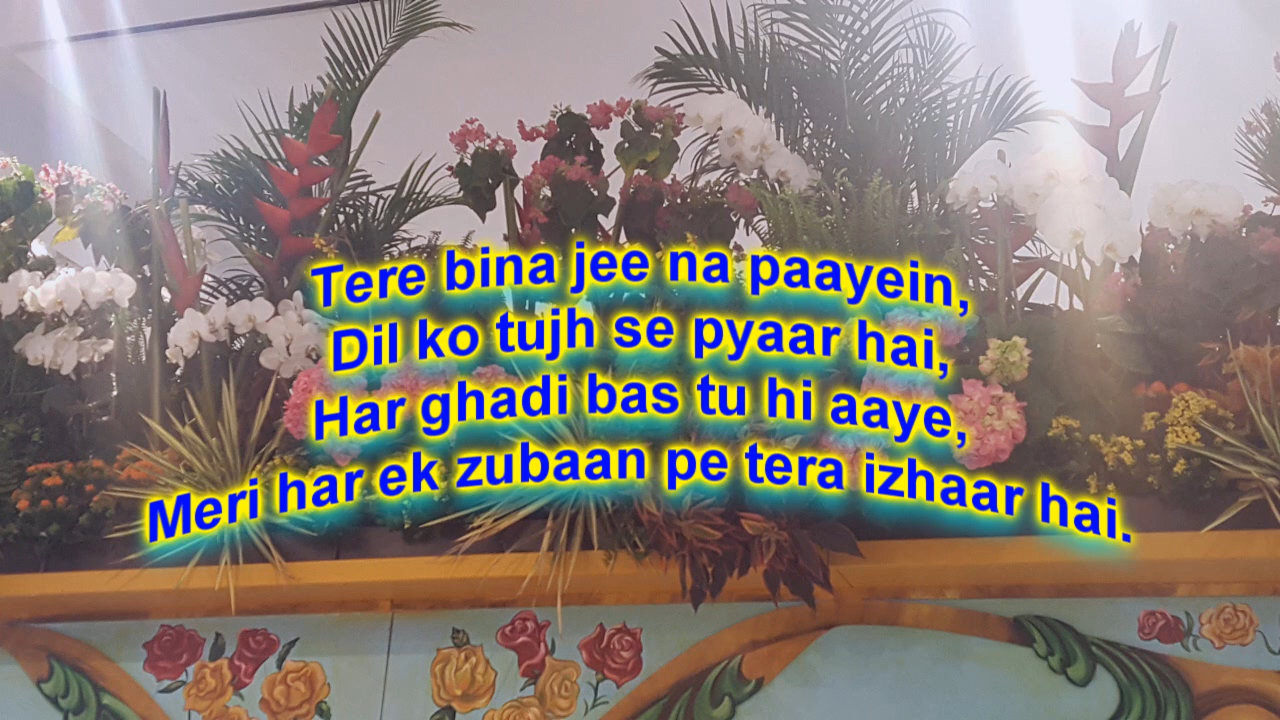 Tere bina jee na paayein,
Dil ko tujh se pyaar hai,
Har ghadi bas tu hi aaye,
Meri har ek zubaan pe tera izhaar hai.